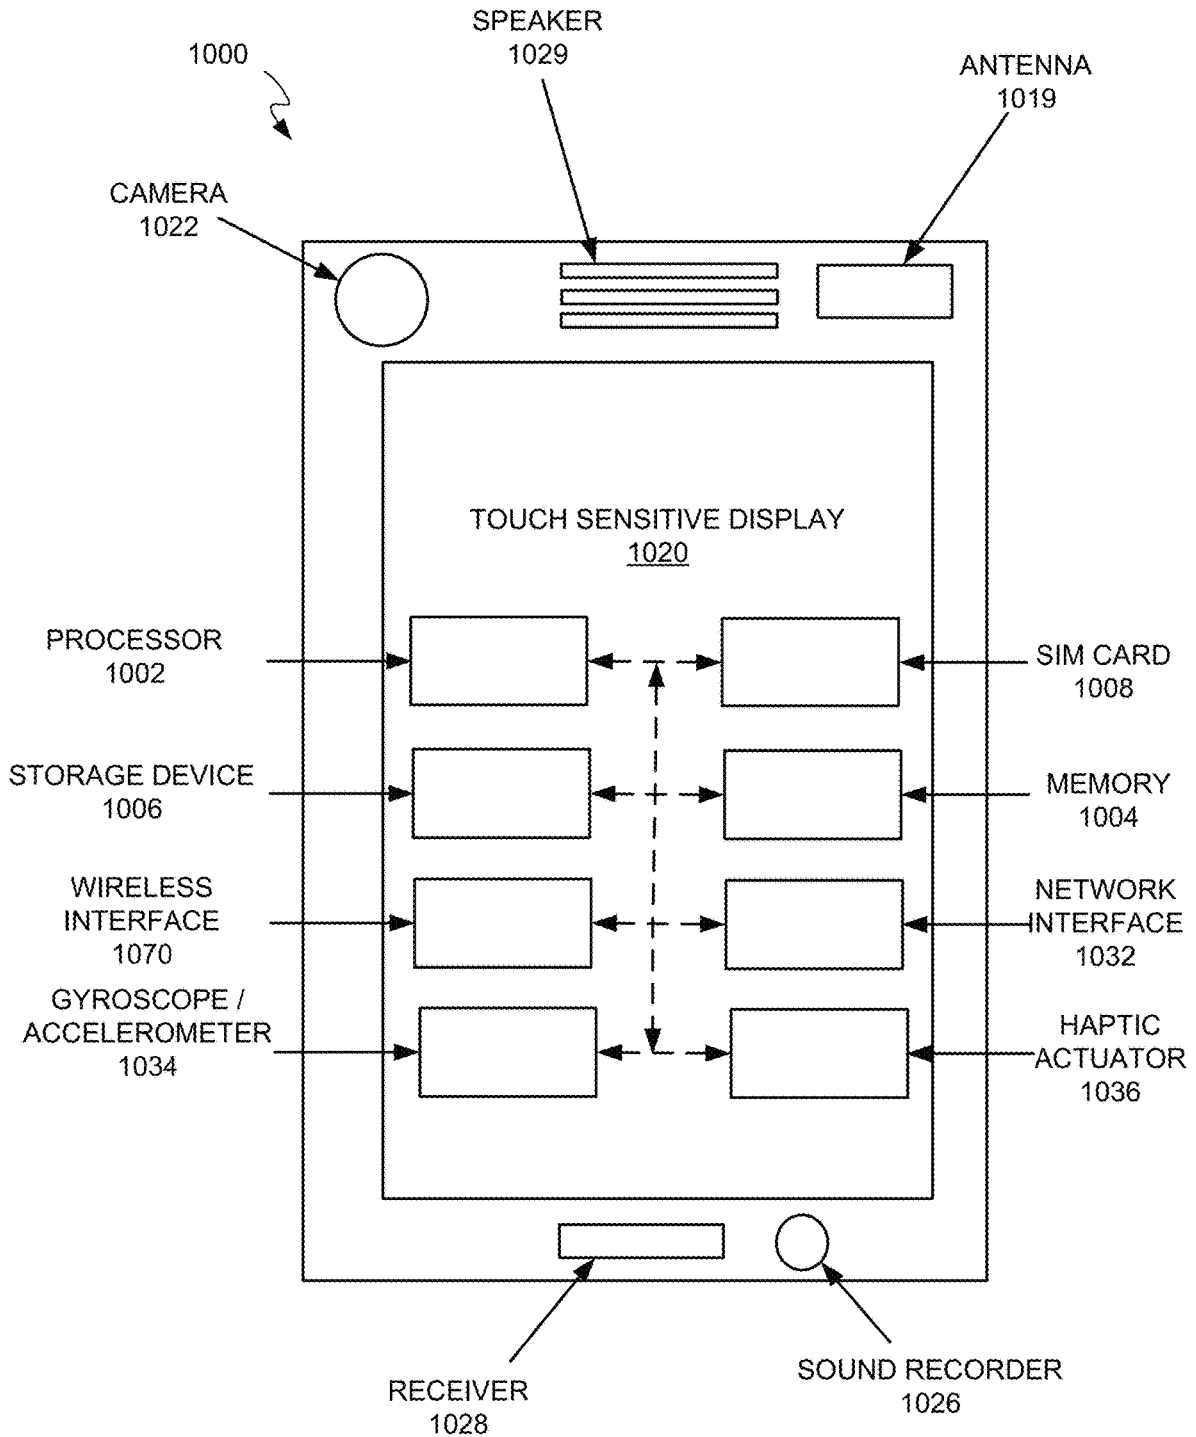 SPEAKER
1029
1000
ANTENNA
1019
CAMERA
1022
TOUCH SENSITIVE DISPLAY
1020
PROCESSOR
1002
SIM CARD
1008
STORAGE DEVICE
1006
MEMORY
1004
WIRELESS
INTERFACE
1070
NETWORK
INTERFACE
1032
GYROSCOPE /
ACCELEROMETER
1034
HAPTIC
ACTUATOR
1036
RECEIVER
1028
SOUND RECORDER
1026